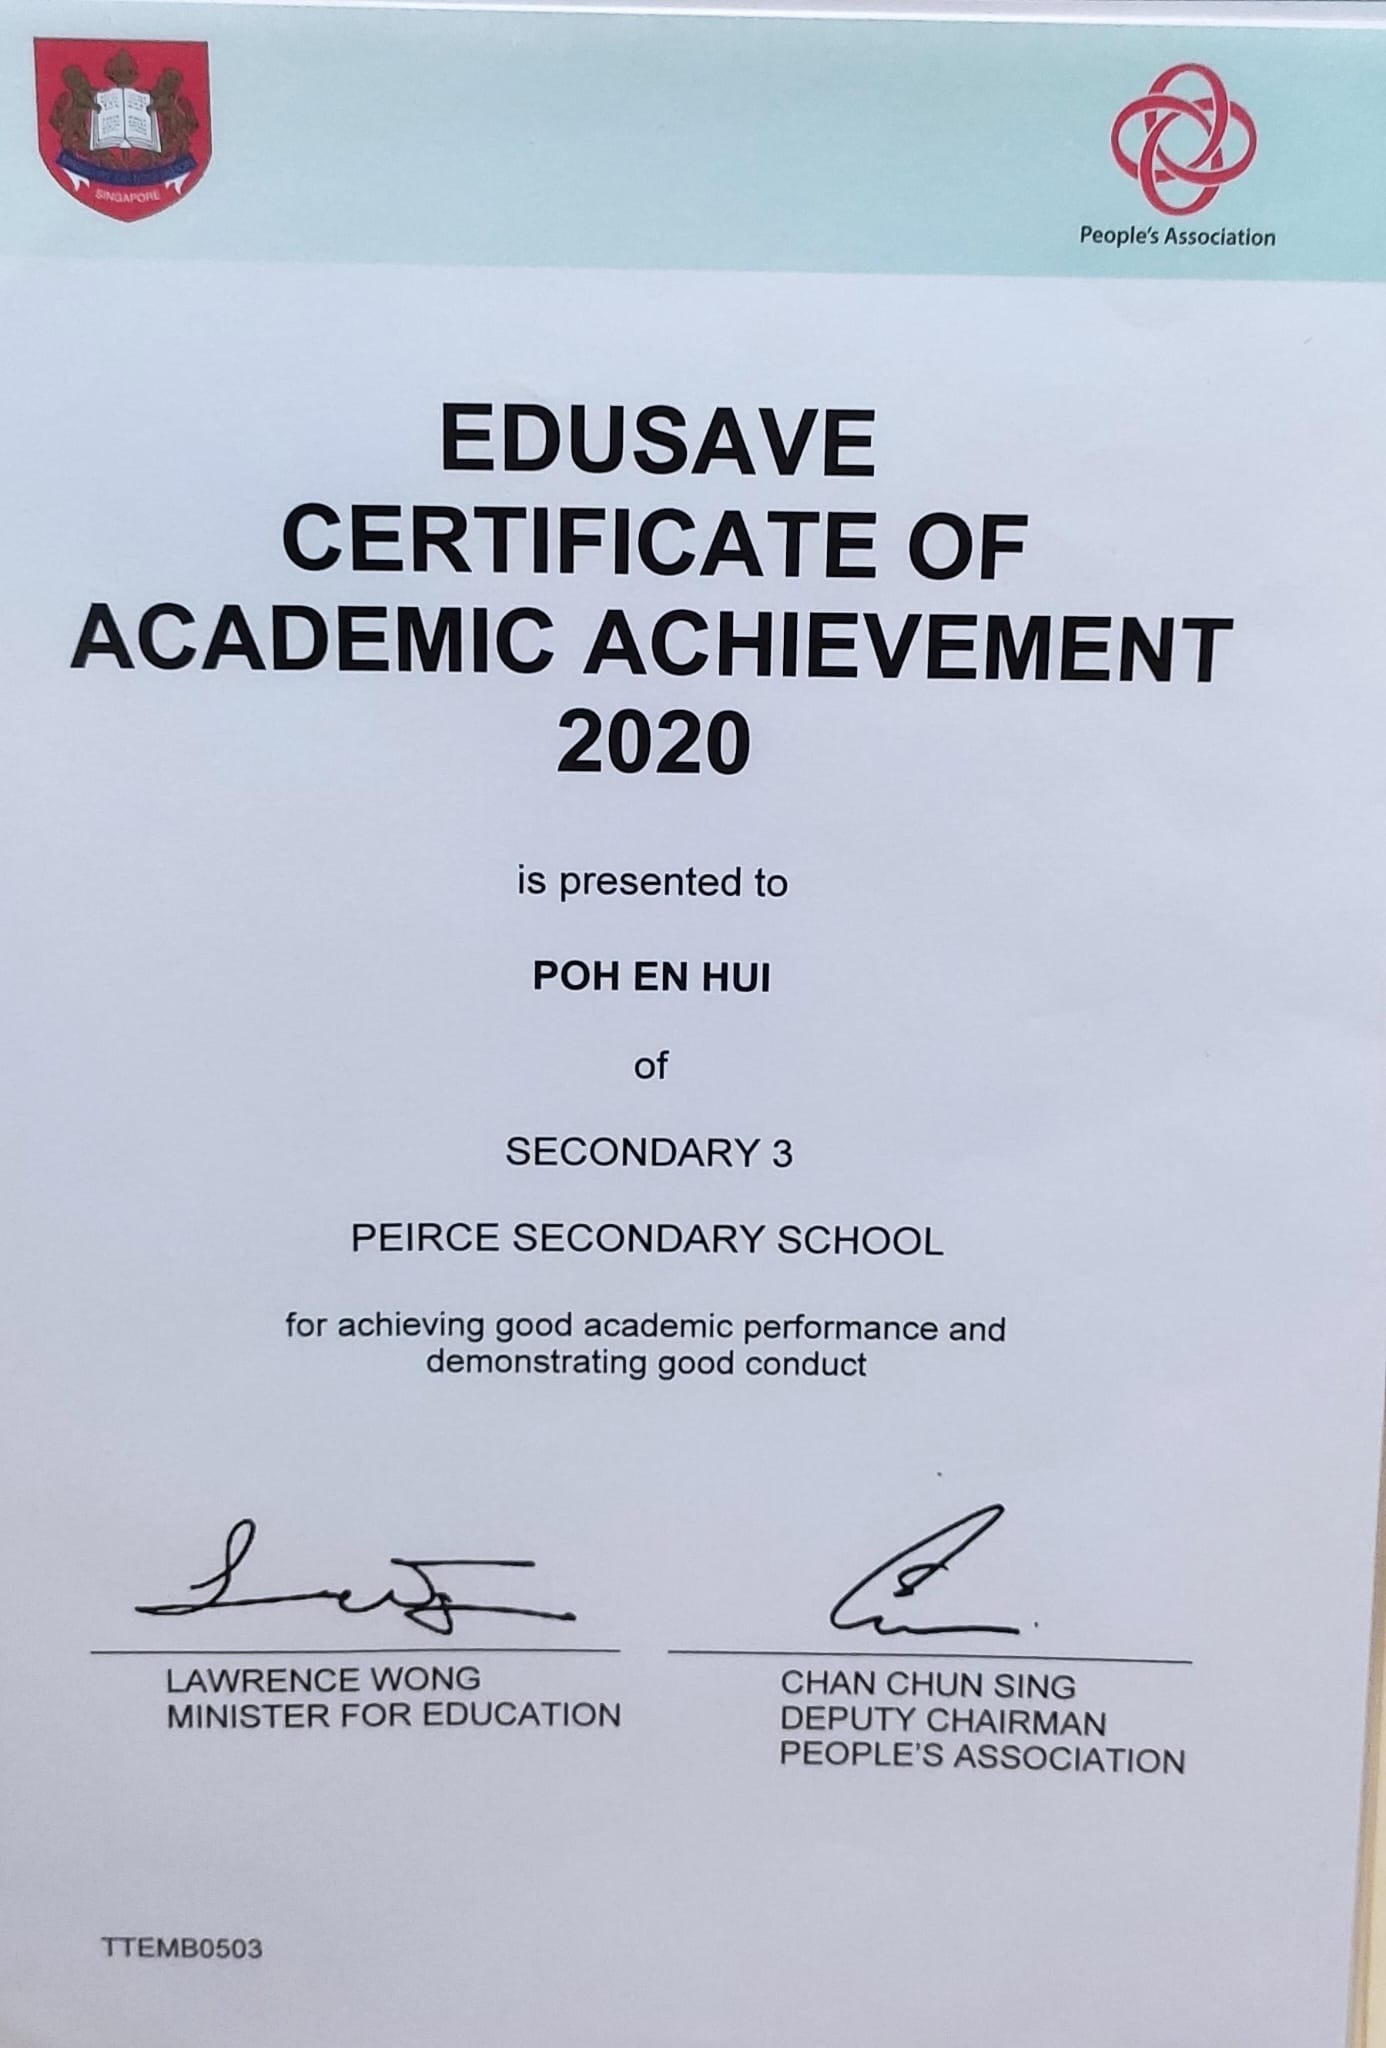 SINGAPORE
People's Association
EDUSAVE
CERTIFICATE OF
ACADEMIC ACHIEVEMENT
2020
is presented to
POH EN HUI
of
SECONDARY 3
PEIRCE SECONDARY SCHOOL
for achieving good academic performance and
demonstrating good conduct
LAWRENCE WONG
MINISTER FOR EDUCATION
CHAN CHUN SING
DEPUTY CHAIRMAN
PEOPLE'S ASSOCIATION
TTEMB0503